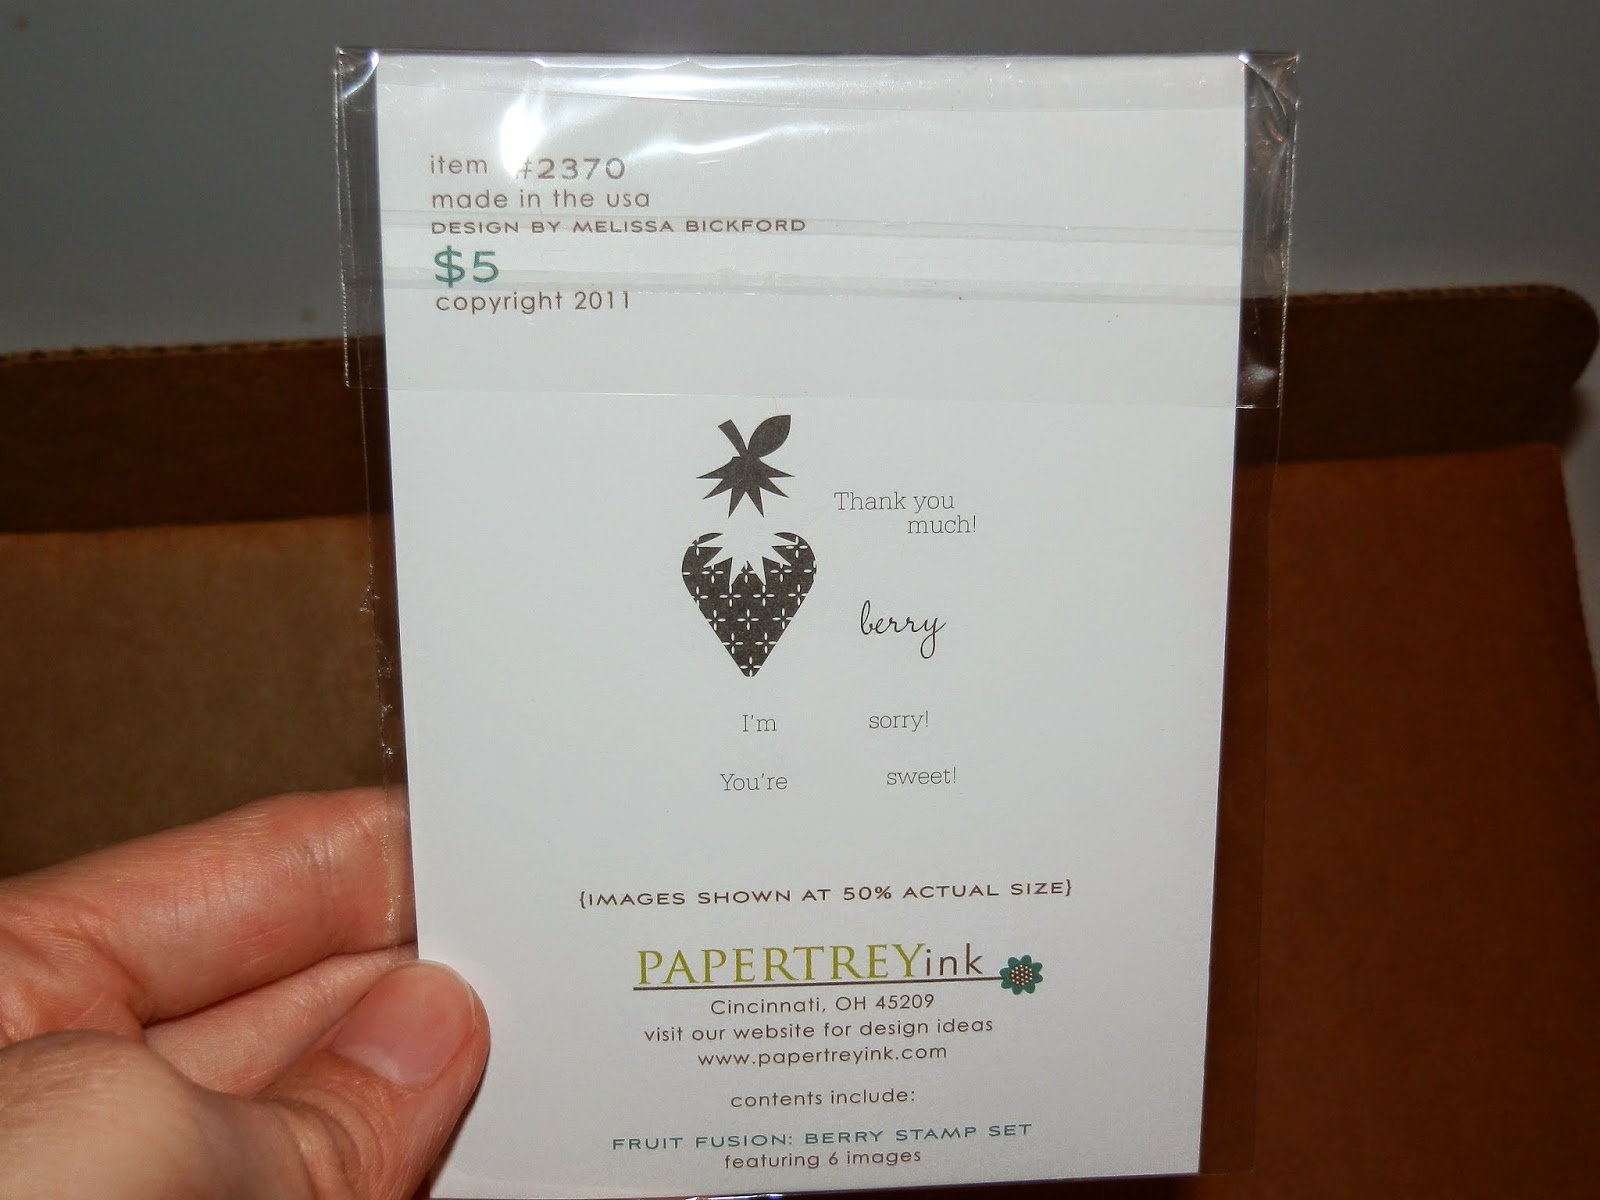 item #2370
made in the usa
DESIGN BY MELISSA BICKFORD
$5
copyright 2011
Thank you
much!
berry
I'm sorry!
You're sweet!
{IMAGES SHOWN AT 50% ACTUAL SIZE}
PAPERTREYink
Cincinnati, OH 45209
visit our website for design ideas
www.papertreyink.com
contents include:
FRUIT FUSION: BERRY STAMP SET
featuring 6 images